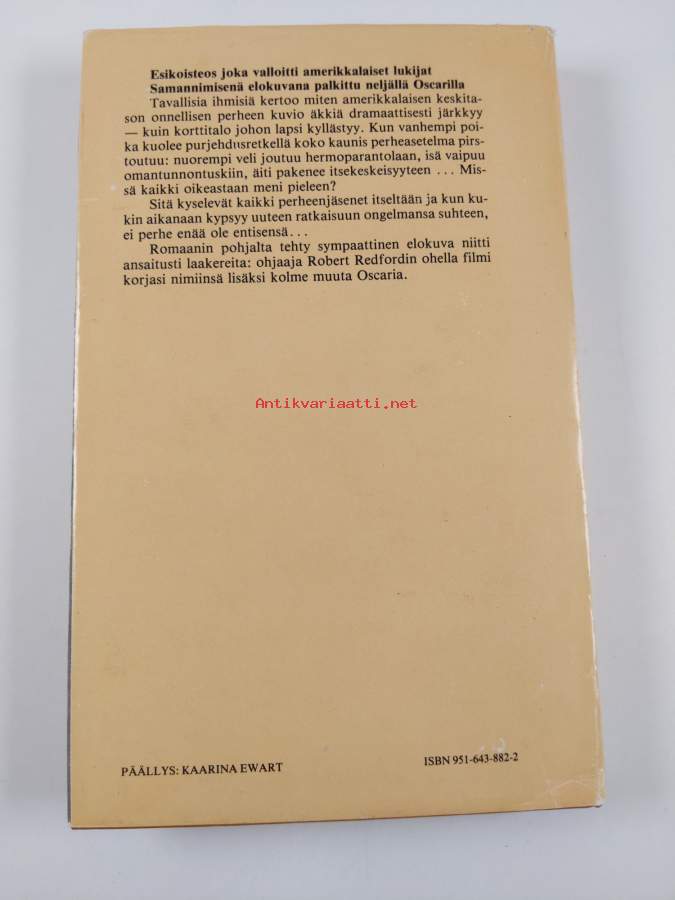 Esikoisteos joka valloitti amerikkalaiset lukijat
Samannimisenä elokuvana palkittu neljällä Oscarilla
Tavallisia ihmisiä kertoo miten amerikkalaisen keskita-
son onnellisen perheen kuvio äkkiä dramaattisesti järkkyy
— kuin korttitalo johon lapsi kyllästyy. Kun vanhempi poi-
ka kuolee purjehdusretkellä koko kaunis perheasetelma pirs-
toutuu: nuorempi veli joutuu hermoparantolaan, isä vaipuu
omantunnontuskiin, äiti pakenee itsekeskeisyyteen ... Mis-
sä kaikki oikeastaan meni pieleen?
Sitä kyselevät kaikki perheenjäsenet itseltään ja kun ku-
kin aikanaan kypsyy uuteen ratkaisuun ongelmansa suhteen,
ei perhe enää ole entisensä...
Romaanin pohjalta tehty sympaattinen elokuva niitti
ansaitusti laakereita: ohjaaja Robert Redfordin ohella filmi
korjasi nimiinsä lisäksi kolme muuta Oscaria.
Antikvariaatti.net
PÄÄLLYS: KAARINA EWART
ISBN 951-643-882-2